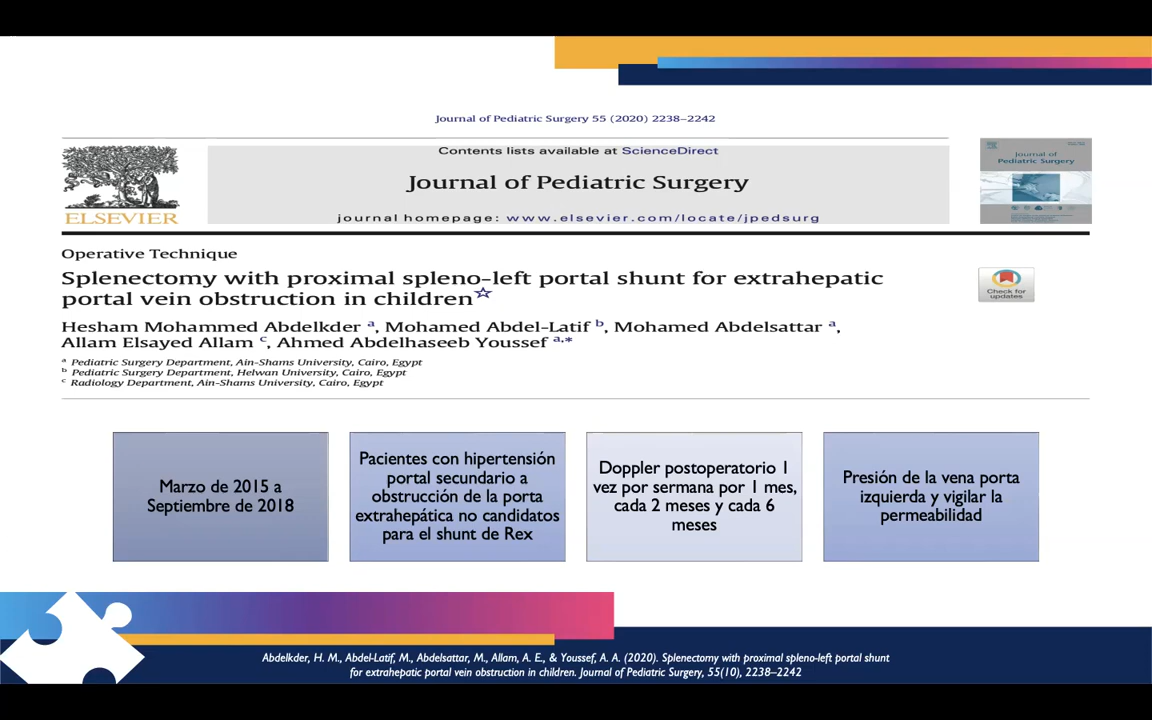 Journal of Pediatric Surgery 55 (2020) 2238–2242
Contents lists available at ScienceDirect
Journal of Pediatric Surgery
journal homepage: www.elsevier.com/locate/jpedsurg
ELSEVIER
Journal of
Pediatric Surgery
Operative Technique
Splenectomy with proximal spleno-left portal shunt for extrahepatic
portal vein obstruction in children☆
Check for
updates
Hesham Mohammed Abdelkder a, Mohamed Abdel-Latif b, Mohamed Abdelsattar a,
Allam Elsayed Allam c, Ahmed Abdelhaseeb Youssef a,*
a Pediatric Surgery Department, Ain-Shams University, Cairo, Egypt
b Pediatric Surgery Department, Helwan University, Cairo, Egypt
c Radiology Department, Ain-Shams University, Cairo, Egypt
Marzo de 2015 a
Septiembre de 2018
Pacientes con hipertensión
portal secundario a
obstrucción de la porta
extrahepática no candidatos
para el shunt de Rex
Doppler postoperatorio 1
vez por sermana por 1 mes,
cada 2 meses y cada 6
meses
Presión de la vena porta
izquierda y vigilar la
permeabilidad
Abdelkder, H. M., Abdel-Latif, M., Abdelsattar, M., Allam, A. E., & Youssef, A. A. (2020). Splenectomy with proximal spleno-left portal shunt
for extrahepatic portal vein obstruction in children. Journal of Pediatric Surgery, 55(10), 2238–2242